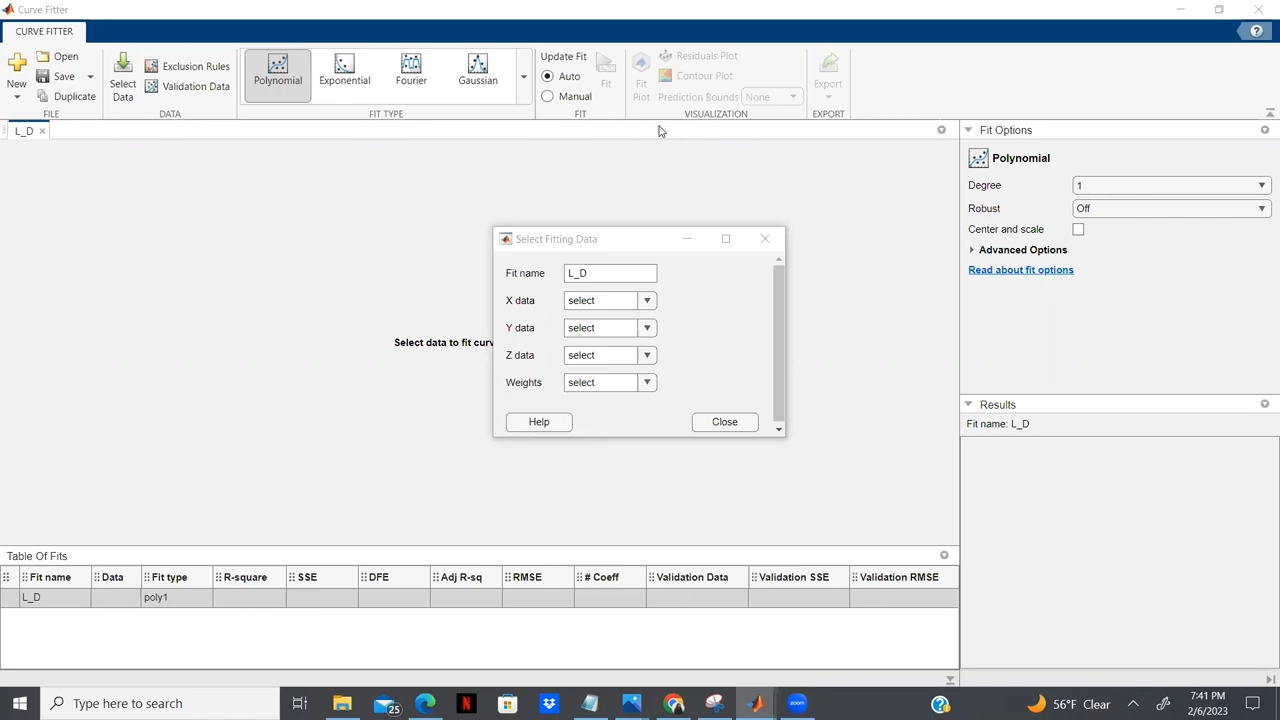 Curve Fitter
CURVE FITTER
New
Open
Save
Duplicate
FILE
Select Data
Exclusion Rules
Validation Data
DATA
Polynomial
Exponential
Fourier
Gaussian
FIT TYPE
Update Fit
Auto
Manual
Fit
FIT
Fit Plot
Residuals Plot
Contour Plot
Prediction Bounds None
VISUALIZATION
Export
EXPORT
L_D
Select data to fit curv
Select Fitting Data
Fit name L_D
X data select
Y data select
Z data select
Weights select
Help Close
Fit Options
Polynomial
Degree 1
Robust Off
Center and scale
Advanced Options
Read about fit options
Results
Fit name: L_D
Table Of Fits
Fit name Data Fit type R-square SSE DFE Adj R-sq RMSE # Coeff Validation Data Validation SSE Validation RMSE
L_D poly1
Type here to search
25
N
zoom
56°F Clear
7:41 PM
2/6/2023